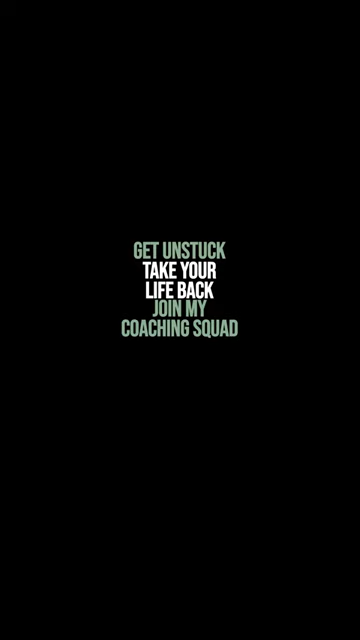 GET UNSTUCK
TAKE YOUR
LIFE BACK
JOIN MY
COACHING SQUAD